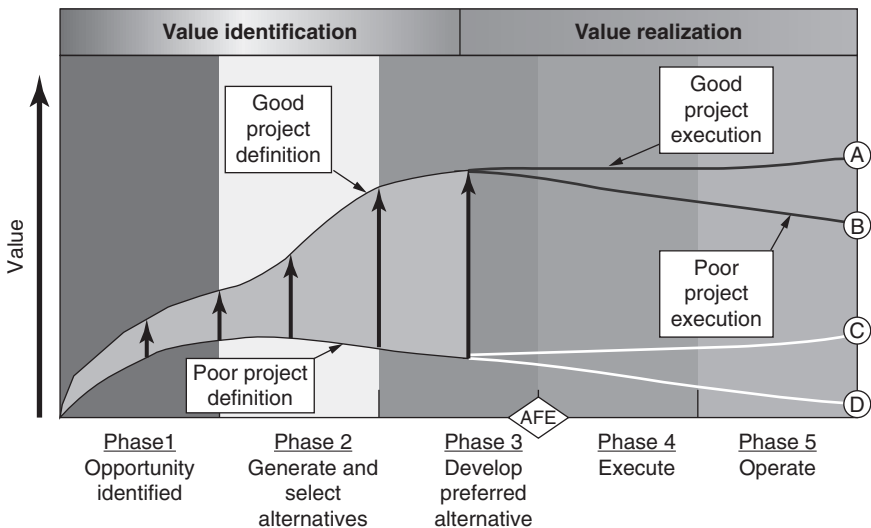 Value identification
Value realization
Value
Good
project
definition
Good
project
execution
A
B
Poor
project
execution
C
Poor project
definition
D
AFE
Phase1
Opportunity
identified
Phase 2
Generate and
select
alternatives
Phase 3
Develop
preferred
alternative
Phase 4
Execute
Phase 5
Operate